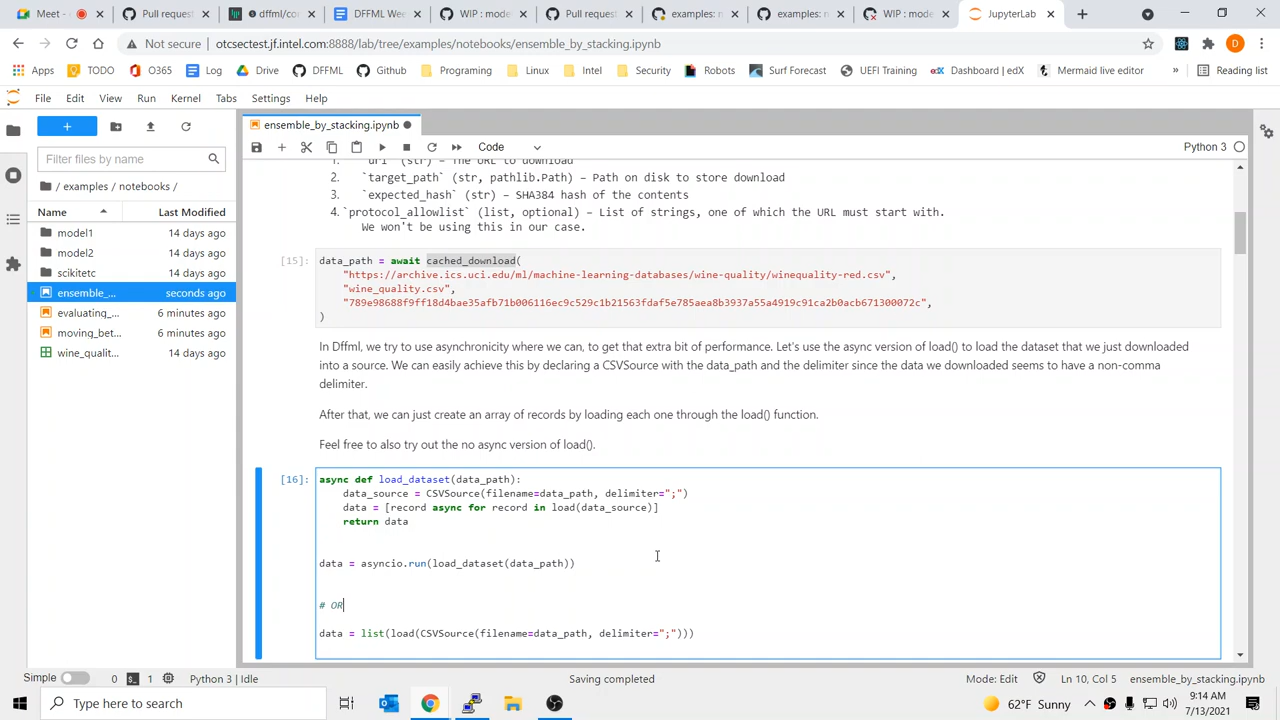 Meet -
Pull reques
dffml/con
DFFML Wee
WIP : mode
Pull reques
examples:
examples: n
WIP : mode
JupyterLab
Not secure
otcsectest.jf.intel.com:8888/lab/tree/examples/notebooks/ensemble_by_stacking.ipynb
Apps
TODO
O365
Log
Drive
DFFML
Github
Programing
Linux
Intel
Security
Robots
Surf Forecast
UEFI Training
Dashboard | edX
Mermaid live editor
»
Reading list
File Edit View Run Kernel Tabs Settings Help
Filter files by name
/ examples / notebooks /
Name Last Modified
model1 14 days ago
model2 14 days ago
scikitetc 14 days ago
ensemble_... seconds ago
evaluating_... 6 minutes ago
moving_bet... 6 minutes ago
wine_qualit... 14 days ago
ensemble_by_stacking.ipynb
Code
Python 3
1. `url` (str) – The URL to download
2. `target_path` (str, pathlib.Path) – Path on disk to store download
3. `expected_hash` (str) – SHA384 hash of the contents
4.`protocol_allowlist` (list, optional) – List of strings, one of which the URL must start with.
We won't be using this in our case.
[15]: data_path = await cached_download(
"https://archive.ics.uci.edu/ml/machine-learning-databases/wine-quality/winequality-red.csv",
"wine_quality.csv",
"789e98688f9ff18d4bae35afb71b006116ec9c529c1b21563fdaf5e785aea8b3937a55a4919c91ca2b0acb671300072c",
)
In Dffml, we try to use asynchronicity where we can, to get that extra bit of performance. Let's use the async version of load() to load the dataset that we just downloaded
into a source. We can easily achieve this by declaring a CSVSource with the data_path and the delimiter since the data we downloaded seems to have a non-comma
delimiter.
After that, we can just create an array of records by loading each one through the load() function.
Feel free to also try out the no async version of load().
[16]: async def load_dataset(data_path):
data_source = CSVSource(filename=data_path, delimiter=";")
data = [record async for record in load(data_source)]
return data
data = asyncio.run(load_dataset(data_path))
# OR
data = list(load(CSVSource(filename=data_path, delimiter=";")))
Simple 0 1 Python 3 | Idle Saving completed Mode: Edit Ln 10, Col 5 ensemble_by_stacking.ipynb
Type here to search
62°F Sunny
9:14 AM
7/13/2021